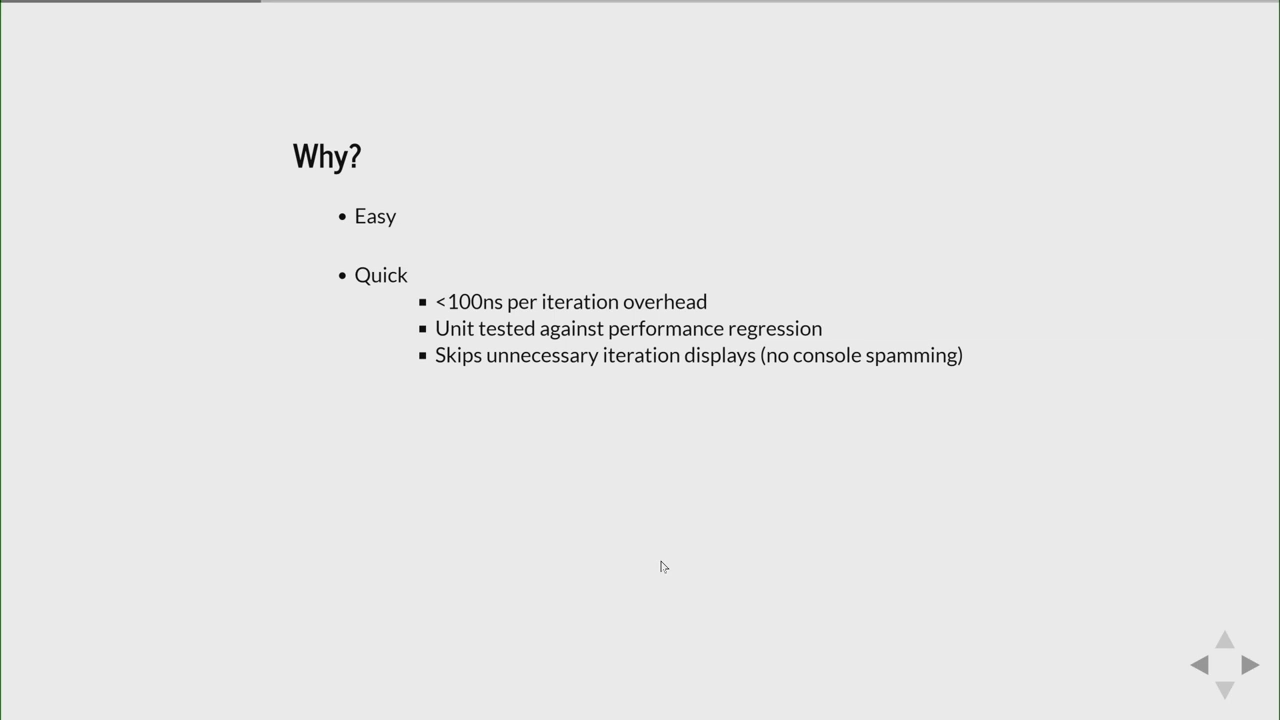 Why?
Easy
Quick
<100ns per iteration overhead
Unit tested against performance regression
Skips unnecessary iteration displays (no console spamming)